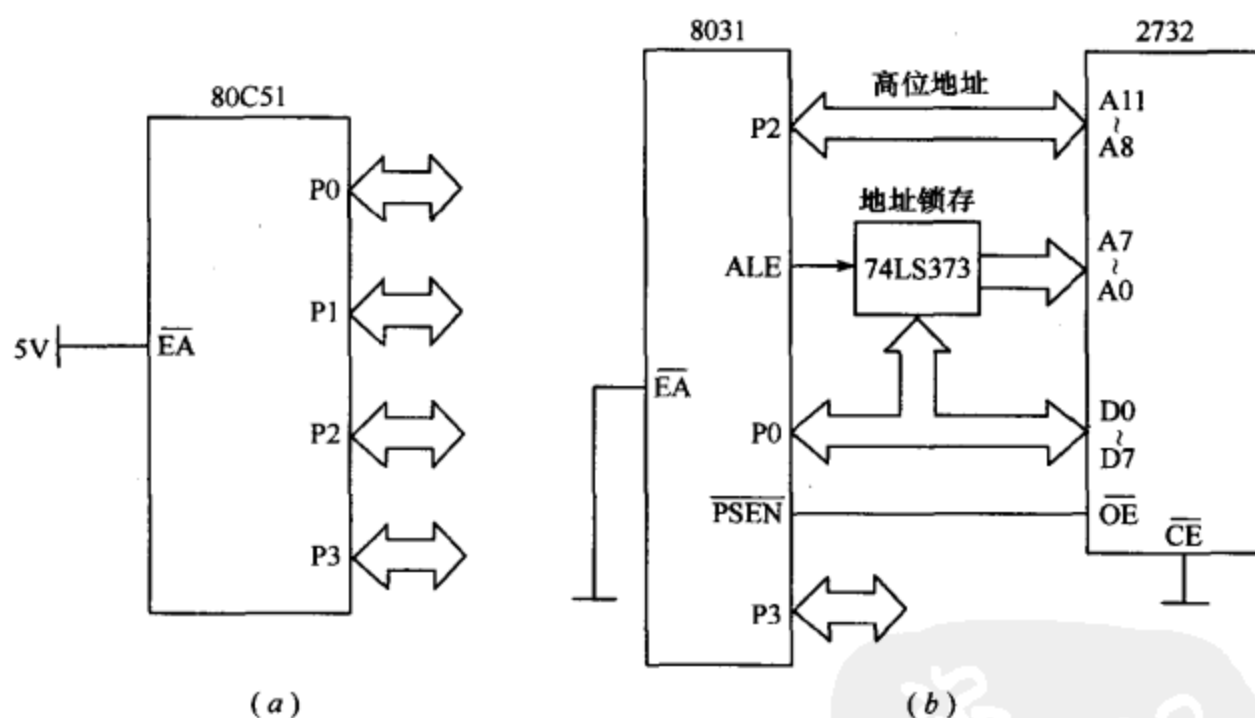 80C51
P0
P1
5V
EA
P2
P3
(a)
8031
2732
高位地址
P2
A11
~
A8
地址锁存
ALE
74LS373
A7
~
A0
EA
P0
D0
~
D7
PSEN
OE
CE
P3
(b)